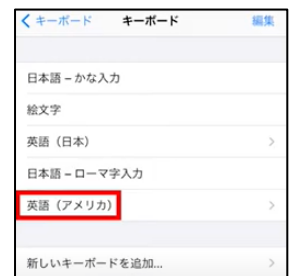 キーボード キーボード 編集
日本語 – かな入力
絵文字
英語（日本）
日本語 – ローマ字入力
英語（アメリカ）
新しいキーボードを追加...